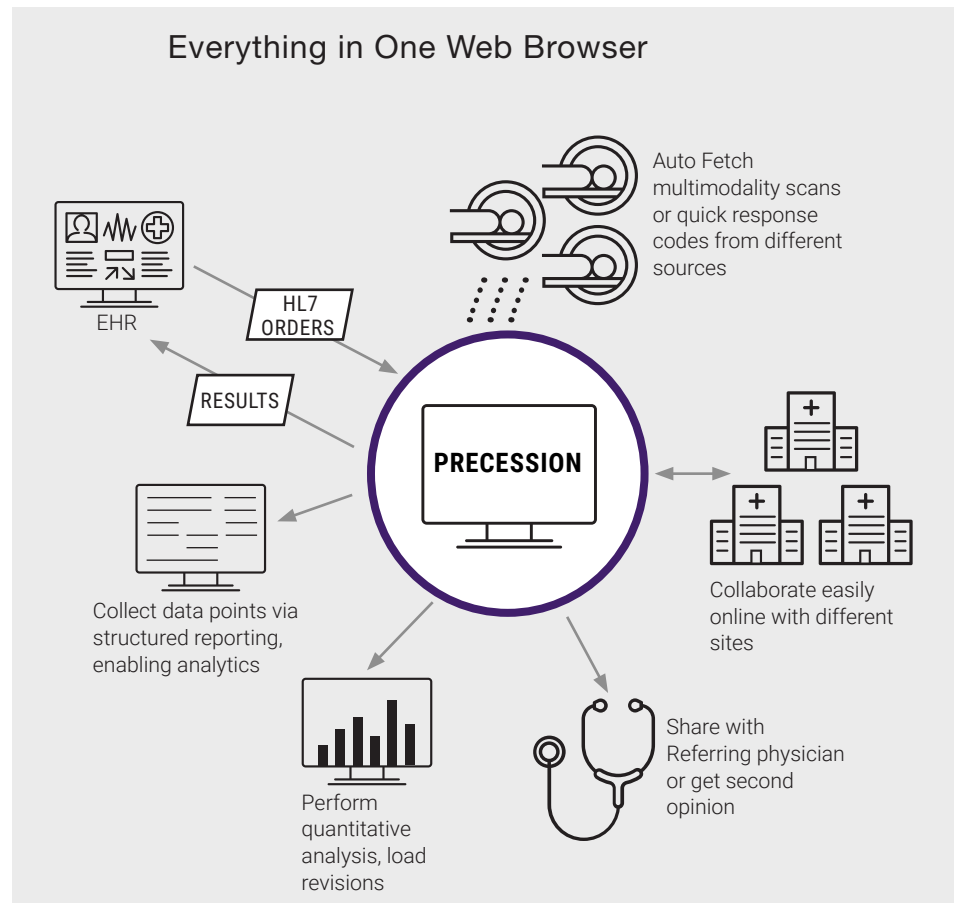 Everything in One Web Browser
Auto Fetch
multimodality scans
or quick response
codes from different
sources
EHR
HL7
ORDERS
RESULTS
PRECESSION
Collaborate easily
online with different
sites
Collect data points via
structured reporting,
enabling analytics
Share with
Referring physician
or get second
opinion
Perform
quantitative
analysis, load
revisions